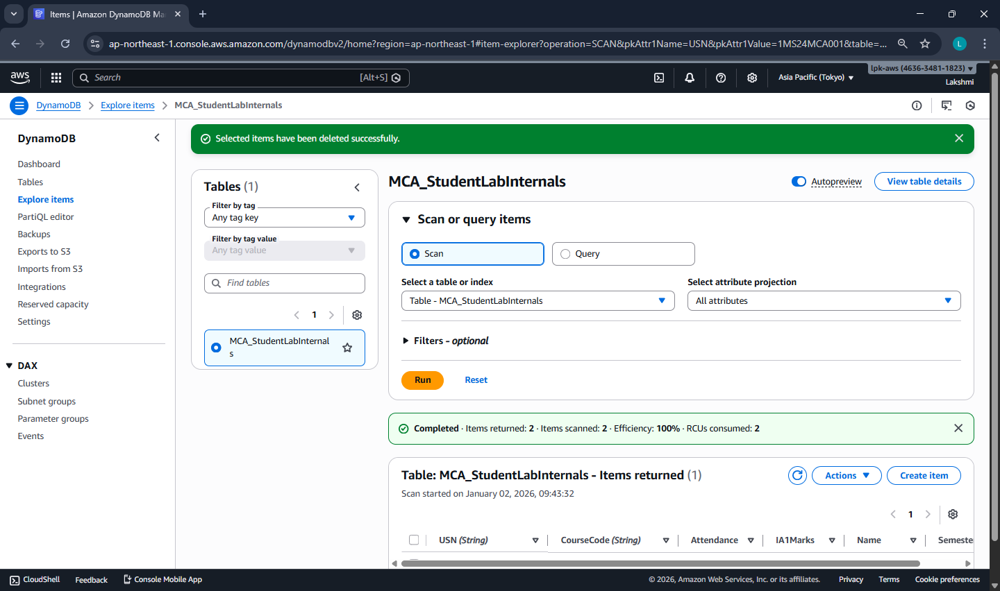 Items | Amazon DynamoDB Ma
ap-northeast-1.console.aws.amazon.com/dynamodbv2/home?region=ap-northeast-1#item-explorer?operation=SCAN&pkAttr1Name=USN&pkAttr1Value=1MS24MCA001&table=...
L
aws
Search
[Alt+S]
Asia Pacific (Tokyo)
lpk-aws (4636-3481-1823)
Lakshmi
DynamoDB
Explore items
MCA_StudentLabInternals
DynamoDB
Dashboard
Tables
Explore items
PartiQL editor
Backups
Exports to S3
Imports from S3
Integrations
Reserved capacity
Settings
DAX
Clusters
Subnet groups
Parameter groups
Events
Selected items have been deleted successfully.
Tables (1)
Filter by tag
Any tag key
Filter by tag value
Any tag value
Find tables
1
MCA_StudentLabInternal
s
MCA_StudentLabInternals
Autopreview
View table details
Scan or query items
Scan
Query
Select a table or index
Table - MCA_StudentLabInternals
Select attribute projection
All attributes
Filters - optional
Run
Reset
Completed · Items returned: 2 · Items scanned: 2 · Efficiency: 100% · RCUs consumed: 2
Table: MCA_StudentLabInternals - Items returned (1)
Scan started on January 02, 2026, 09:43:32
Actions
Create item
1
USN (String)
CourseCode (String)
Attendance
IA1Marks
Name
Semeste
CloudShell
Feedback
Console Mobile App
© 2026, Amazon Web Services, Inc. or its affiliates.
Privacy
Terms
Cookie preferences